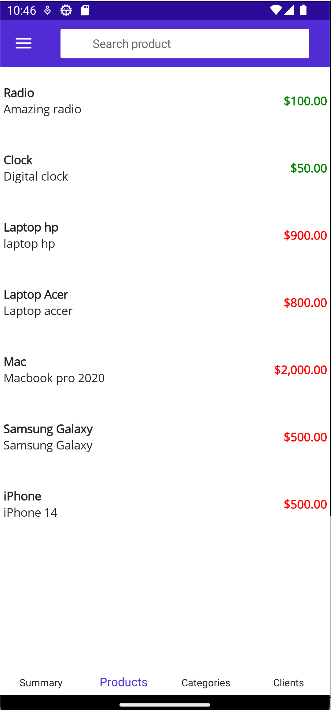 10:46
Search product
Radio
Amazing radio
$100.00
Clock
Digital clock
$50.00
Laptop hp
laptop hp
$900.00
Laptop Acer
Laptop accer
$800.00
Mac
Macbook pro 2020
$2,000.00
Samsung Galaxy
Samsung Galaxy
$500.00
iPhone
iPhone 14
$500.00
Summary
Products
Categories
Clients